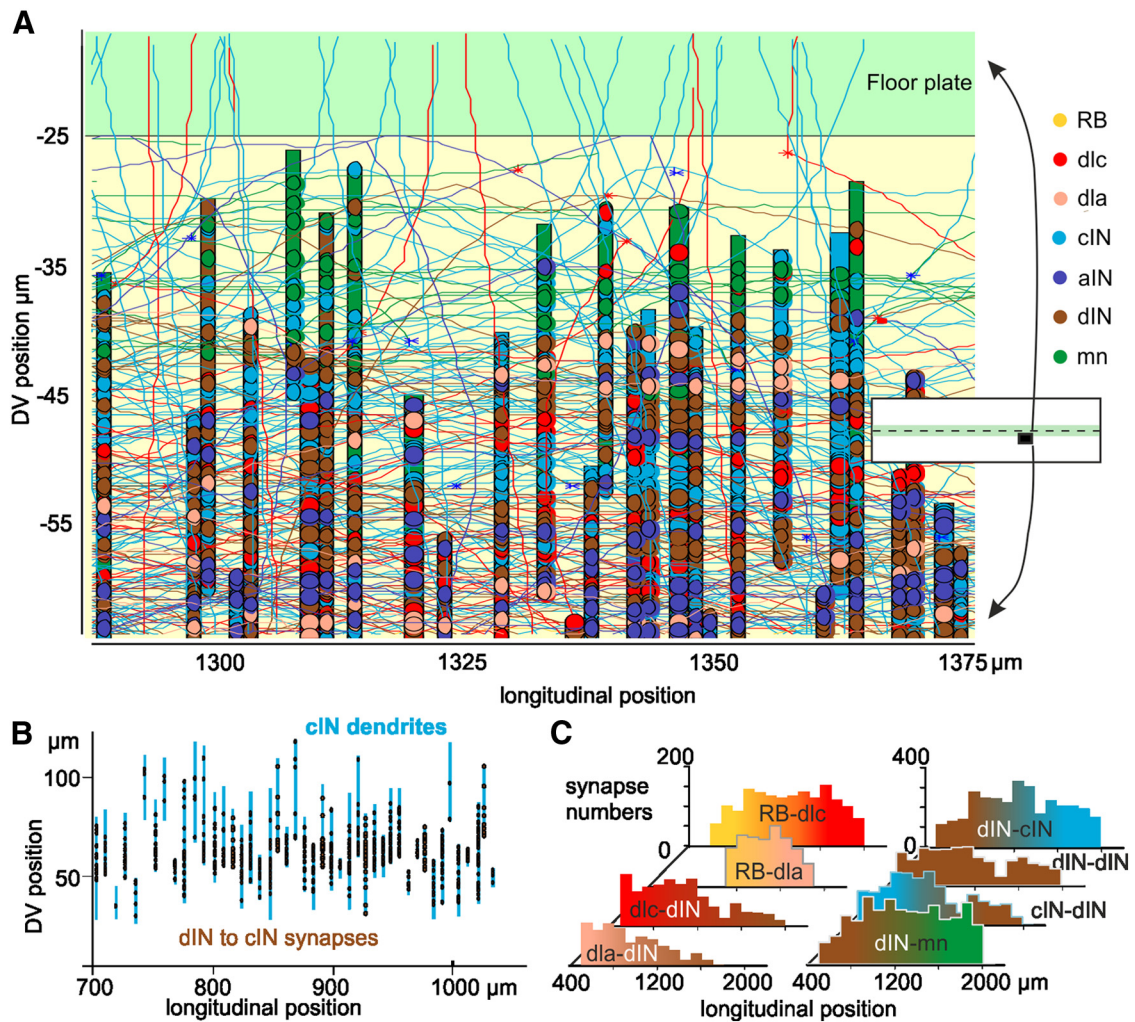 A
Floor plate
RB
dlc
dla
cIN
aIN
dIN
mn
-25
-35
-45
-55
DV position µm
1300 1325 1350 1375 µm
longitudinal position
B
cIN dendrites
µm
100
50
DV position
dIN to cIN synapses
700 800 900 1000 µm
longitudinal position
C
synapse numbers
200
0
RB-dlc
RB-dla
dlc-dIN
dla-dIN
400 1200 2000
400
0
dIN-cIN
dIN-dIN
cIN-dIN
dIN-mn
400 1200 2000 µm
longitudinal position